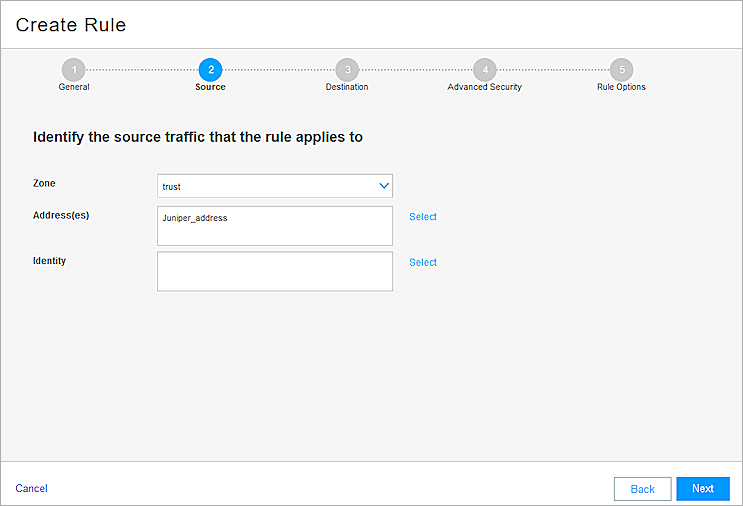 Create Rule
1 2 3 4 5
General Source Destination Advanced Security Rule Options
Identify the source traffic that the rule applies to
Zone trust
Address(es) Juniper_address Select
Identity Select
Cancel Back Next